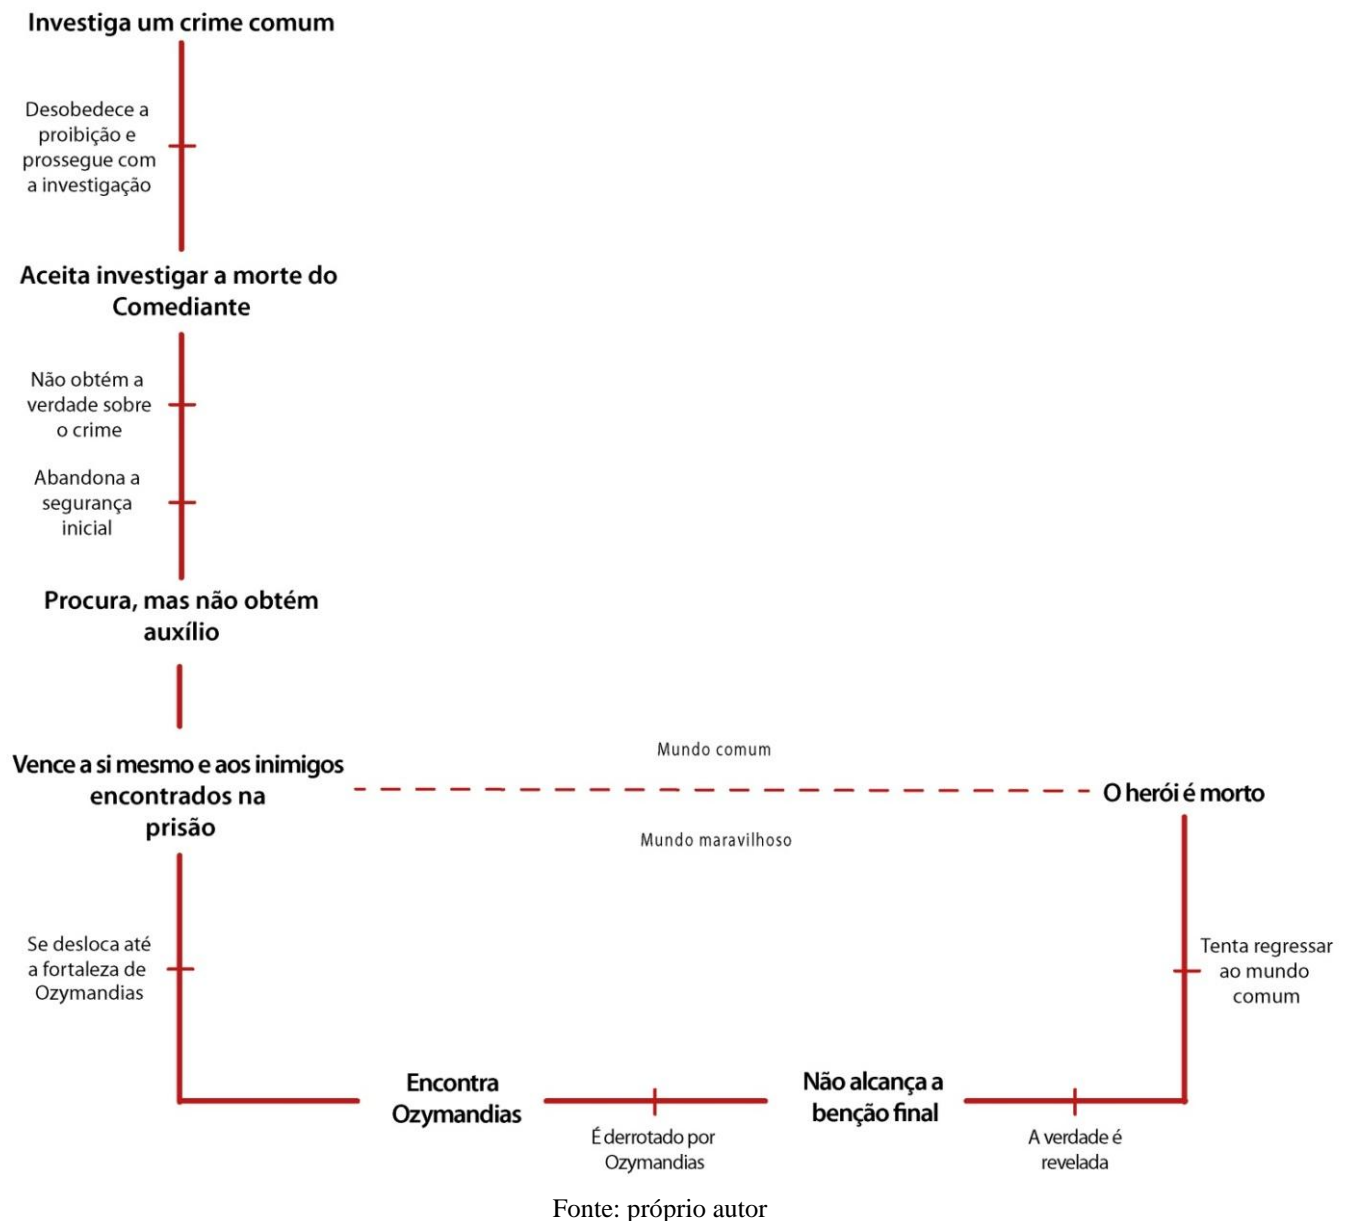 Investiga um crime comum
Desobedece a
proibição e
prossegue com
a investigação
Aceita investigar a morte do
Comediante
Não obtém a
verdade sobre
o crime
Abandona a
segurança
inicial
Procura, mas não obtém
auxílio
Vence a si mesmo e aos inimigos
encontrados na
prisão
Mundo comum
Mundo maravilhoso
O herói é morto
Se desloca até
a fortaleza de
Ozymandias
Tenta regressar
ao mundo
comum
Encontra
Ozymandias
É derrotado por
Ozymandias
Não alcança a
benção final
A verdade é
revelada
Fonte: próprio autor